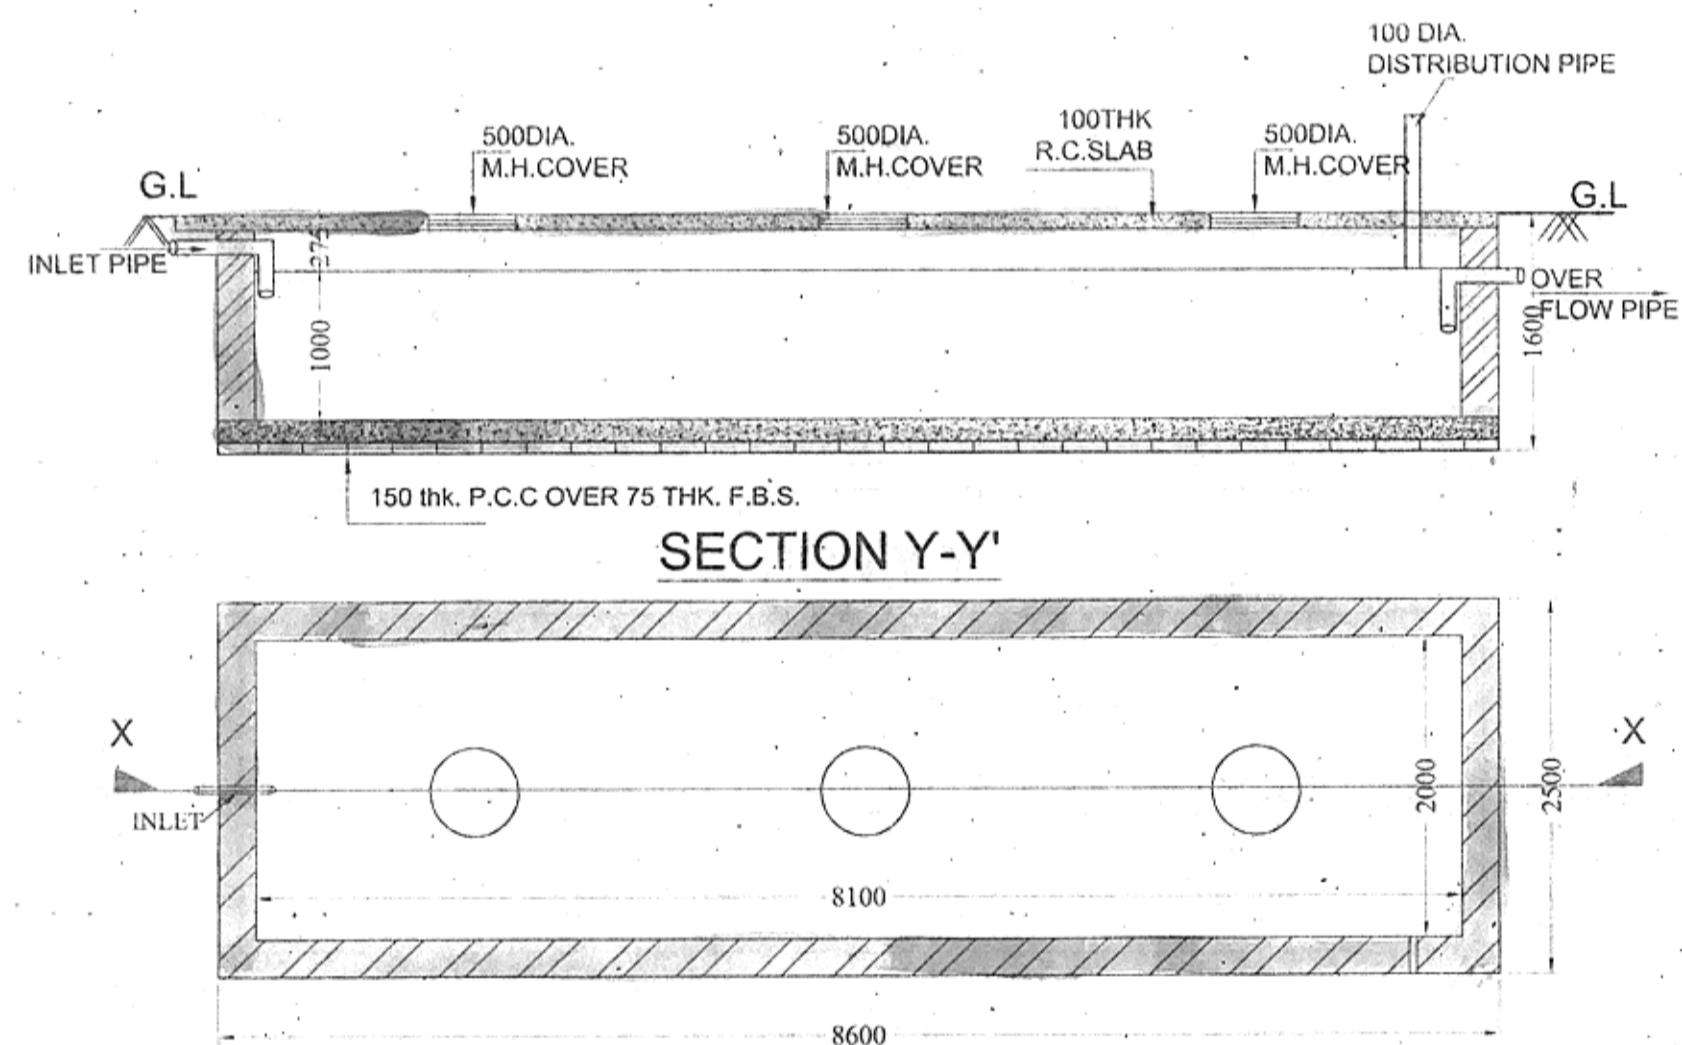 100 DIA.
DISTRIBUTION PIPE
500DIA.
M.H.COVER
500DIA.
M.H.COVER
100THK
R.C.SLAB
500DIA.
M.H.COVER
G.L
G.L
INLET PIPE
275
OVER
FLOW PIPE
1000
1600
150 thk. P.C.C OVER 75 THK. F.B.S.
SECTION Y-Y'
X
X
INLET
2000
2500
8100
8600